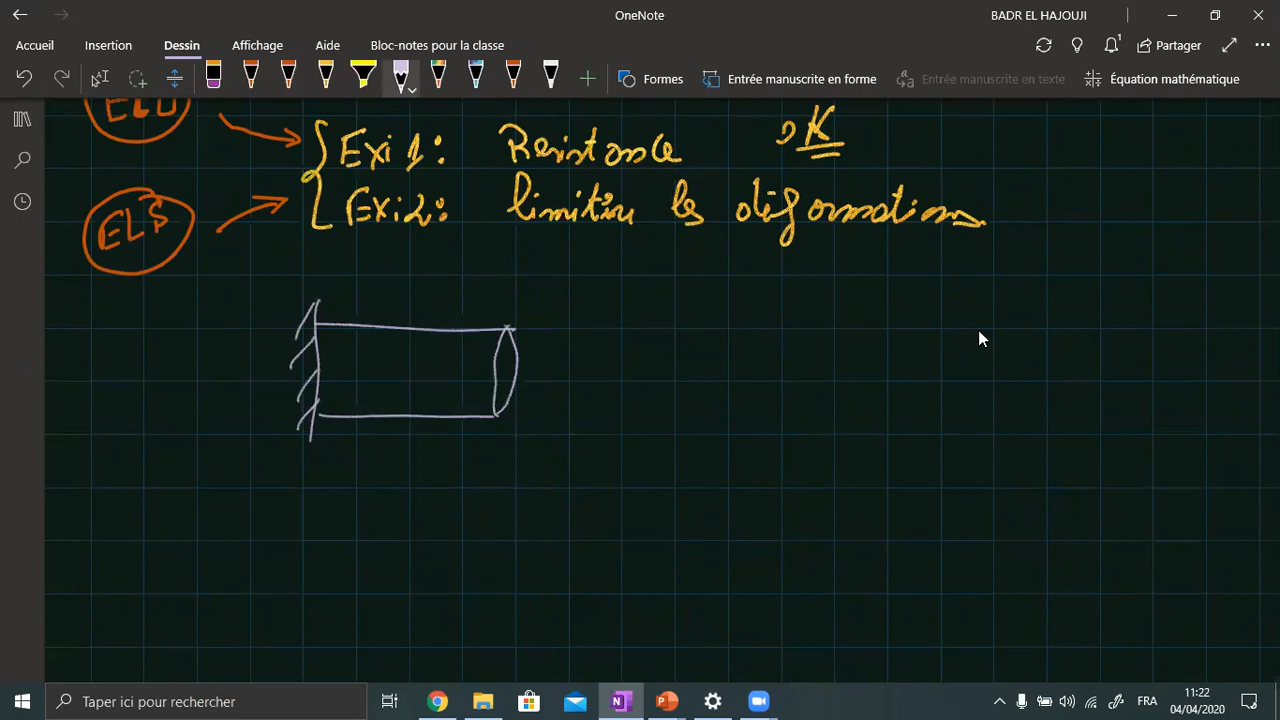 OneNote
BADR EL HAJOUJI
Accueil Insertion Dessin Affichage Aide Bloc-notes pour la classe
Partager
Formes Entrée manuscrite en forme Entrée manuscrite en texte Équation mathématique
ELU
Exi 1: Resistance OK
ELS
Exi 2: limiter les déformations
Taper ici pour rechercher
FRA
11:22
04/04/2020